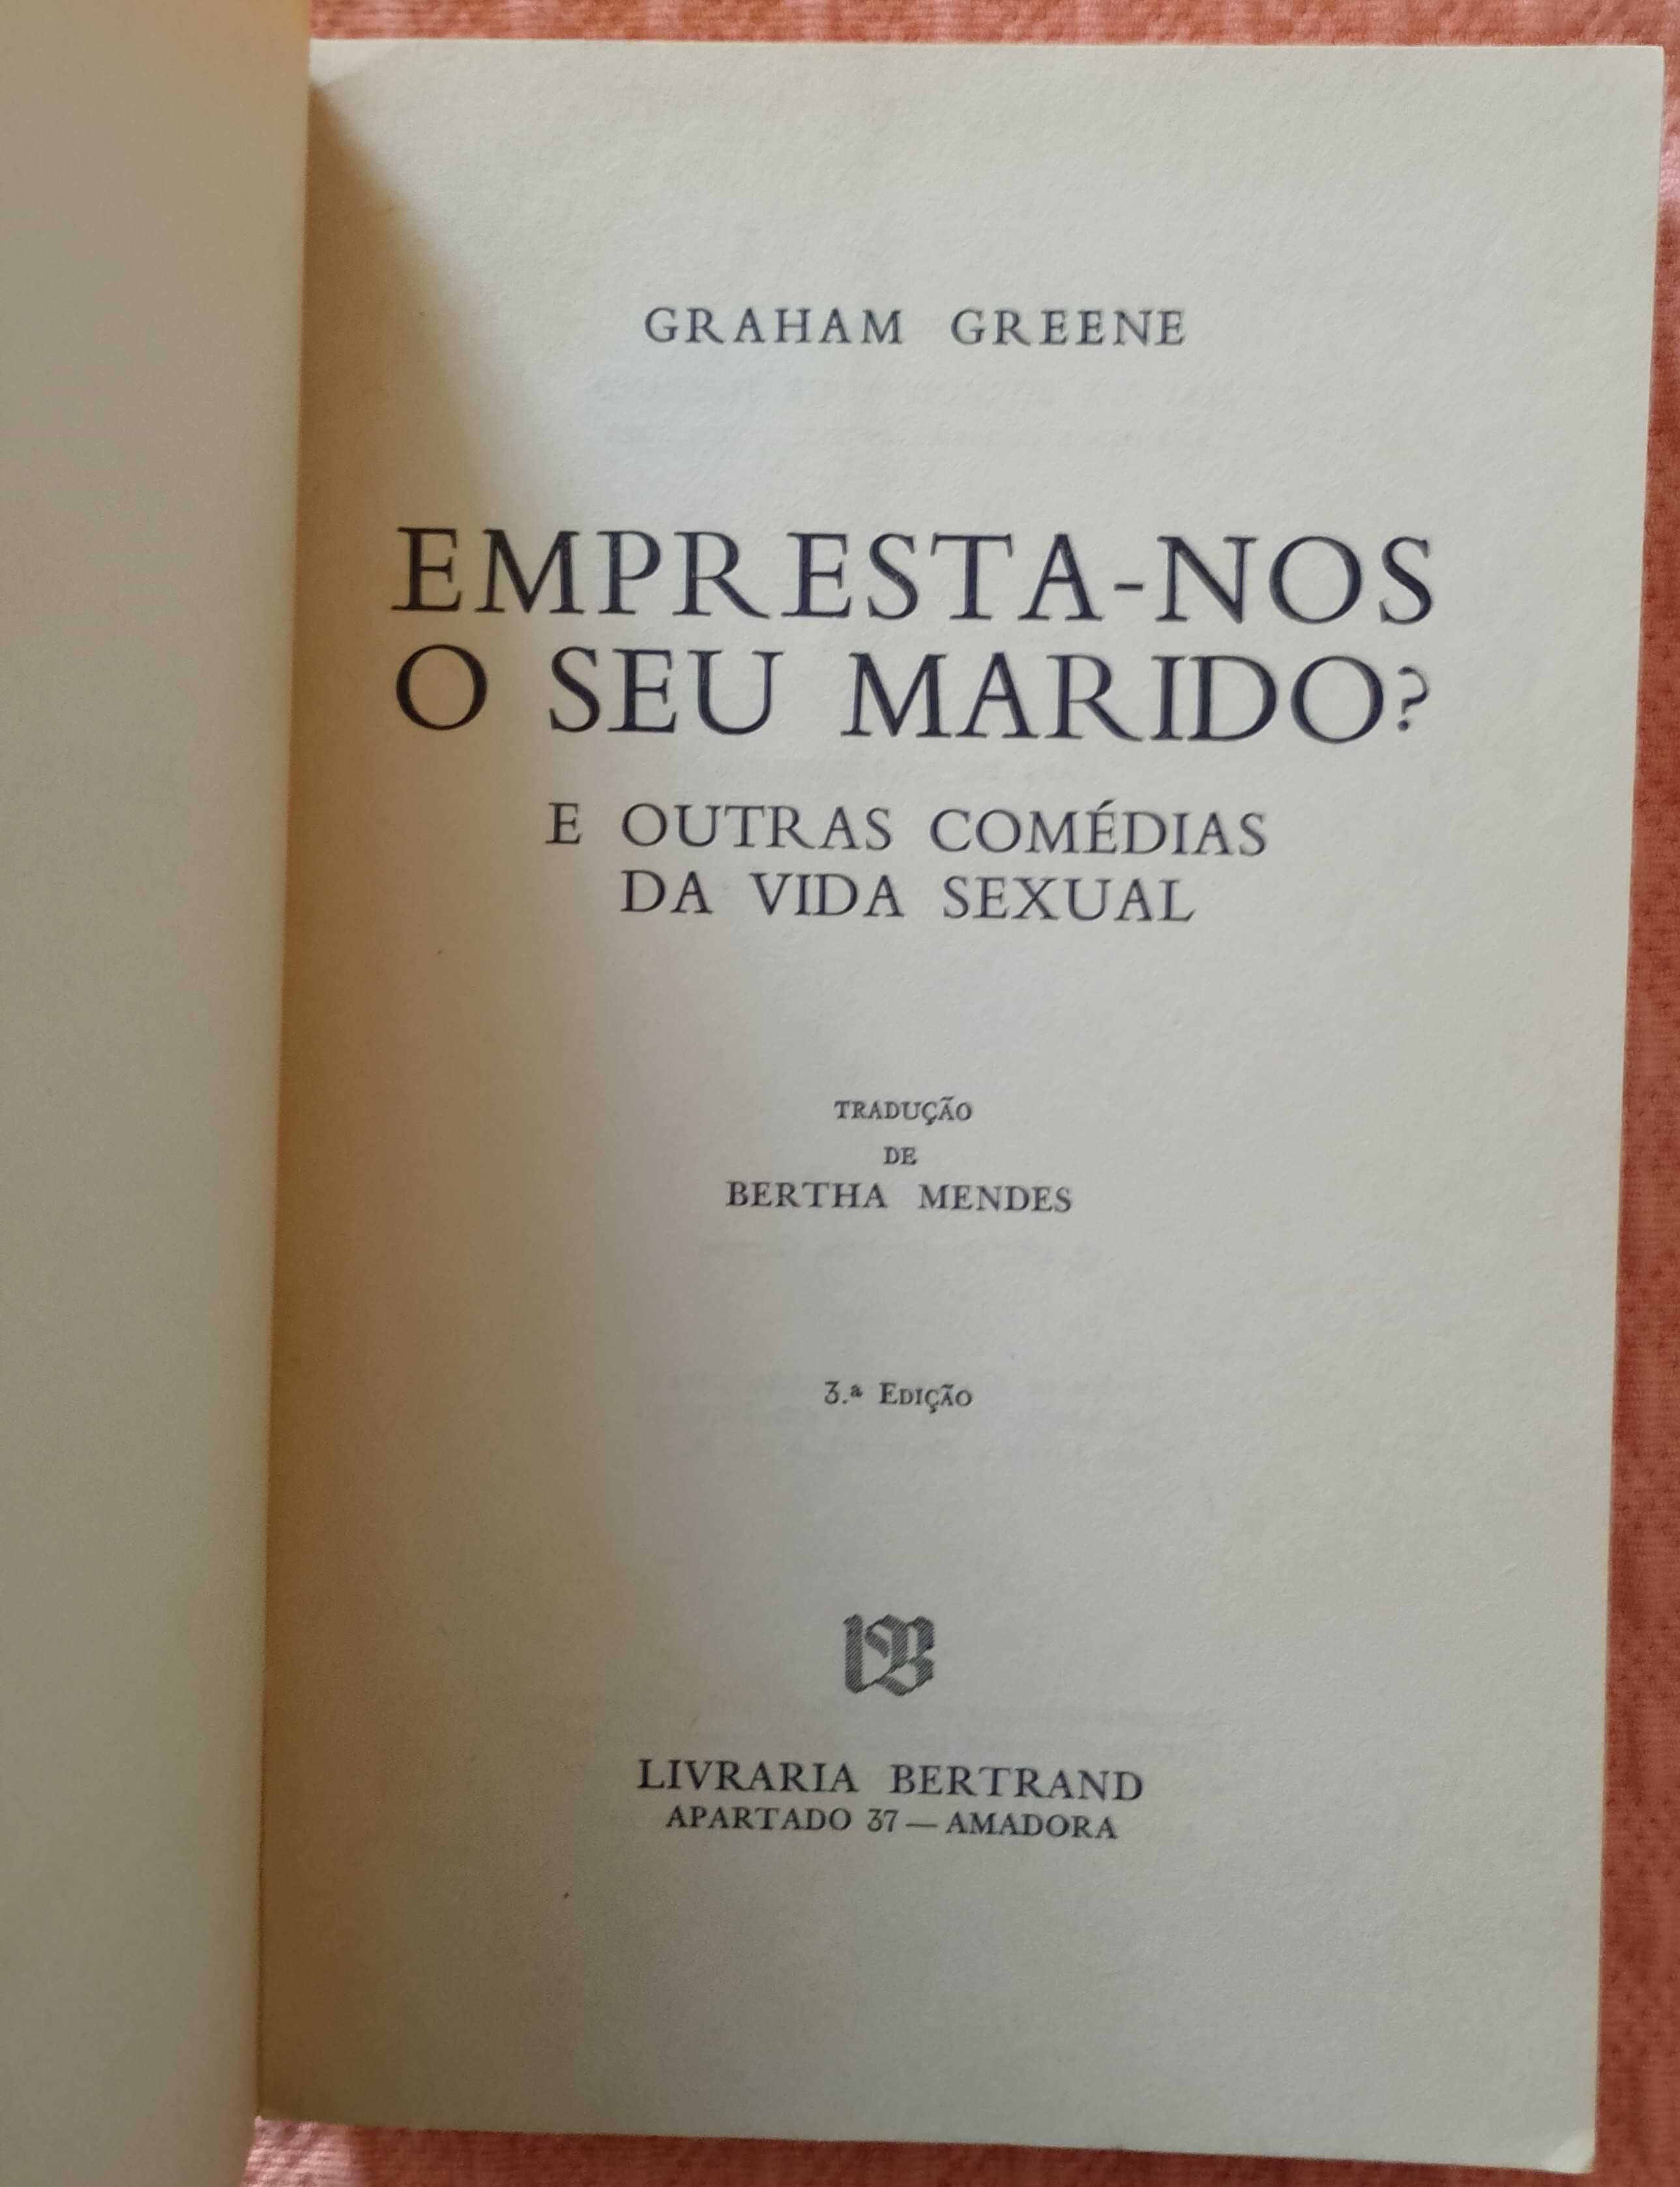 GRAHAM GREENE
EMPRESTA-NOS
O SEU MARIDO?
E OUTRAS COMÉDIAS
DA VIDA SEXUAL
TRADUÇÃO
DE
BERTHA MENDES
3.ª EDIÇÃO
LIVRARIA BERTRAND
APARTADO 37 — AMADORA